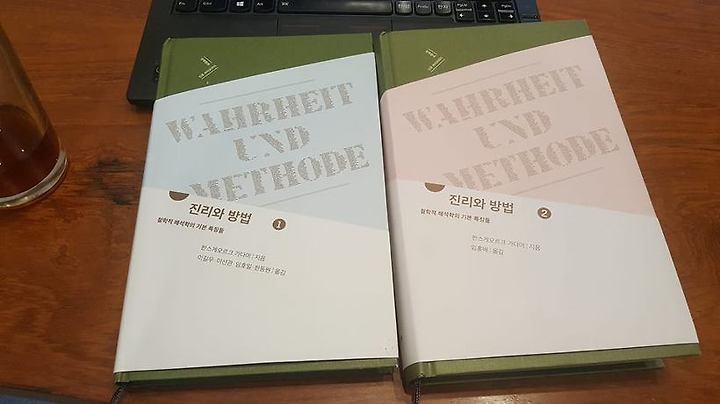 WAHRHEIT
UND
METHODE
진리와 방법 1
철학적 해석학의 기본 특징들
한스게오르크 가다머 | 지음
이길우·이선관·임호일·한동원 | 옮김
WAHRHEIT
UND
METHODE
진리와 방법 2
철학적 해석학의 기본 특징들
한스게오르크 가다머 | 지음
임홍배 | 옮김